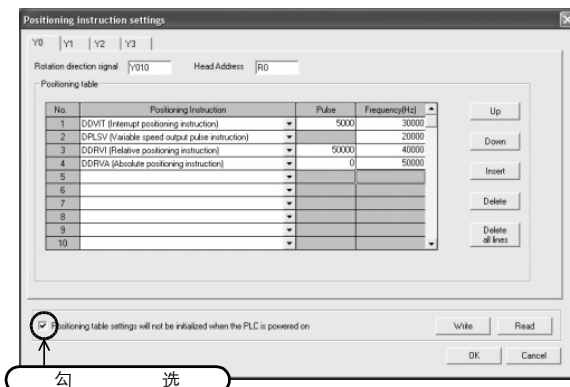 Positioning instruction settings
Y0 Y1 Y2 Y3
Rotation direction signal Y010 Head Address R0
Positioning table
No. Positioning Instruction Pulse Frequency(Hz)
1 DDVIT (Interrupt positioning instruction) 5000 30000
2 DPLSV (Variable speed output pulse instruction) 20000
3 DDRVI (Relative positioning instruction) 50000 40000
4 DDRVA (Absolute positioning instruction) 0 50000
5
6
7
8
9
10
Up
Down
Insert
Delete
Delete
all lines
Positioning table settings will not be initialized when the PLC is powered on
Write Read
OK Cancel
勾 选